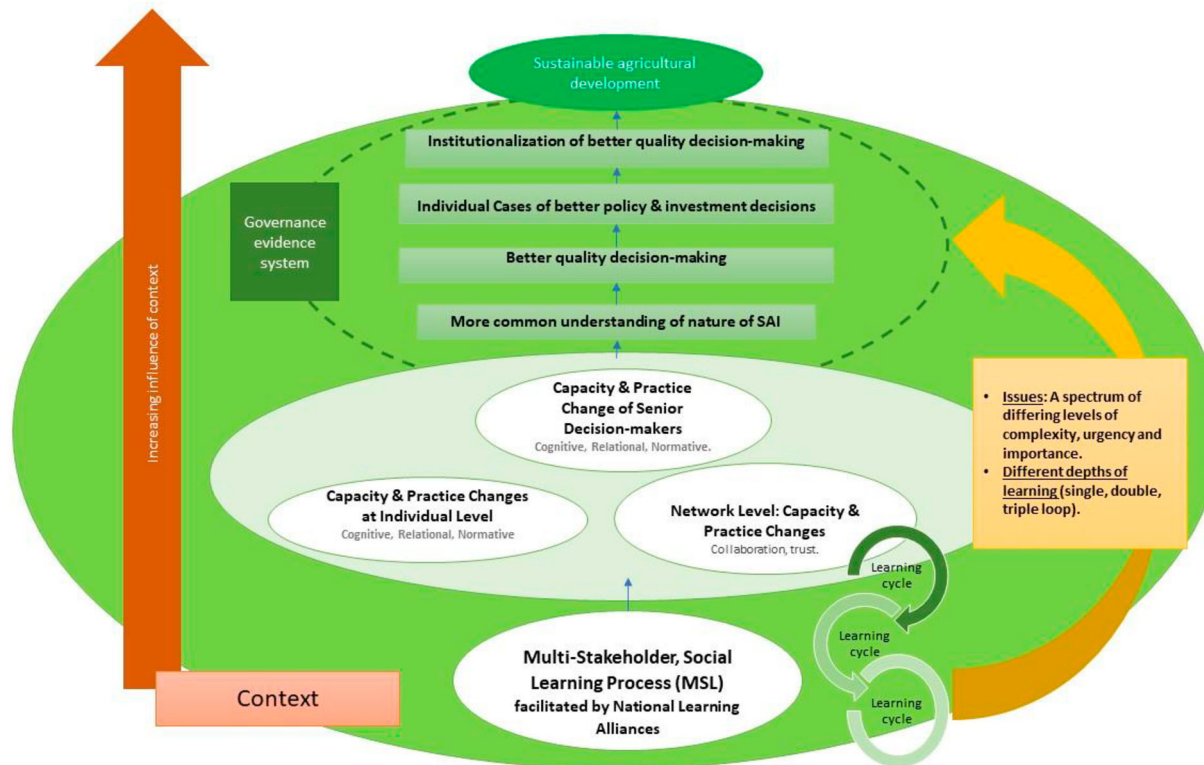 Sustainable agricultural
development
Institutionalization of better quality decision-making
Individual Cases of better policy & investment decisions
Governance
evidence
system
Better quality decision-making
More common understanding of nature of SAI
Increasing influence of context
Capacity & Practice
Change of Senior
Decision-makers
Cognitive, Relational, Normative.
Capacity & Practice Changes
at Individual Level
Cognitive, Relational, Normative
Network Level: Capacity &
Practice Changes
Collaboration, trust.
• Issues: A spectrum of
differing levels of
complexity, urgency and
importance.
• Different depths of
learning (single, double,
triple loop).
Learning
cycle
Learning
cycle
Learning
cycle
Multi-Stakeholder, Social
Learning Process (MSL)
facilitated by National Learning
Alliances
Context